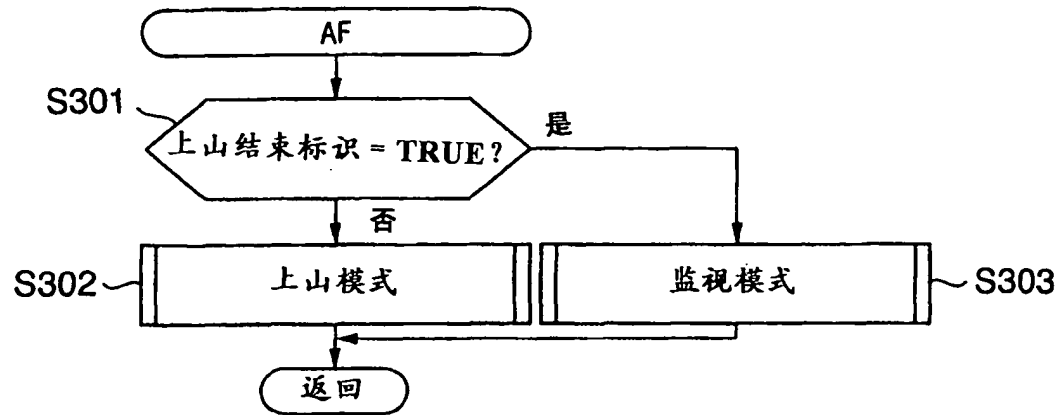 AF
S301
上山结束标识 = TRUE?
是
否
S302
上山模式
监视模式
S303
返回